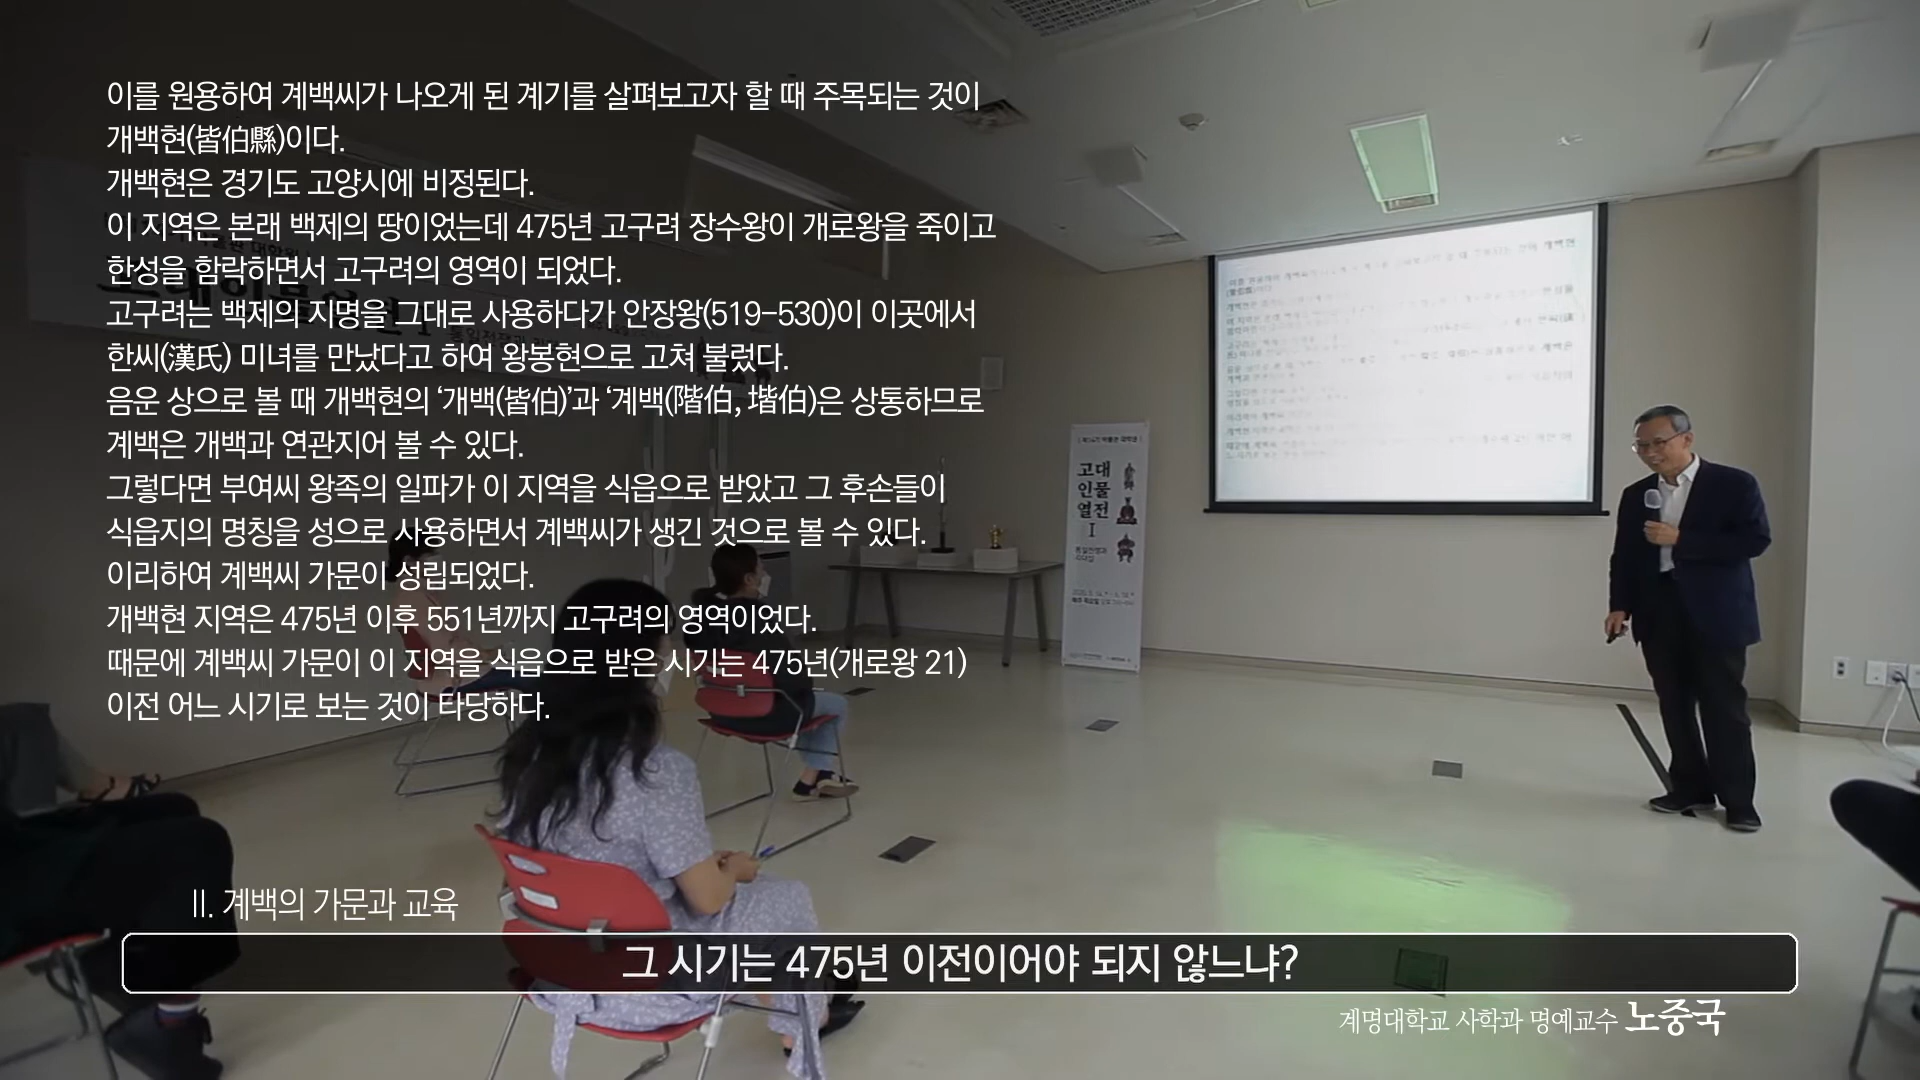 이를 원용하여 계백씨가 나오게 된 계기를 살펴보고자 할 때 주목되는 것이
개백현(皆伯縣)이다.
개백현은 경기도 고양시에 비정된다.
이 지역은 본래 백제의 땅이었는데 475년 고구려 장수왕이 개로왕을 죽이고
한성을 함락하면서 고구려의 영역이 되었다.
고구려는 백제의 지명을 그대로 사용하다가 안장왕(519-530)이 이곳에서
한씨(漢氏) 미녀를 만났다고 하여 왕봉현으로 고쳐 불렀다.
음운 상으로 볼 때 개백현의 ‘개백(皆伯)’과 ‘계백(階伯, 堦伯)은 상통하므로
계백은 개백과 연관지어 볼 수 있다.
그렇다면 부여씨 왕족의 일파가 이 지역을 식읍으로 받았고 그 후손들이
식읍지의 명칭을 성으로 사용하면서 계백씨가 생긴 것으로 볼 수 있다.
이리하여 계백씨 가문이 성립되었다.
개백현 지역은 475년 이후 551년까지 고구려의 영역이었다.
때문에 계백씨 가문이 이 지역을 식읍으로 받은 시기는 475년(개로왕 21)
이전 어느 시기로 보는 것이 타당하다.
고대
인물
열전
I
II. 계백의 가문과 교육
그 시기는 475년 이전이어야 되지 않느냐?
계명대학교 사학과 명예교수 노중국